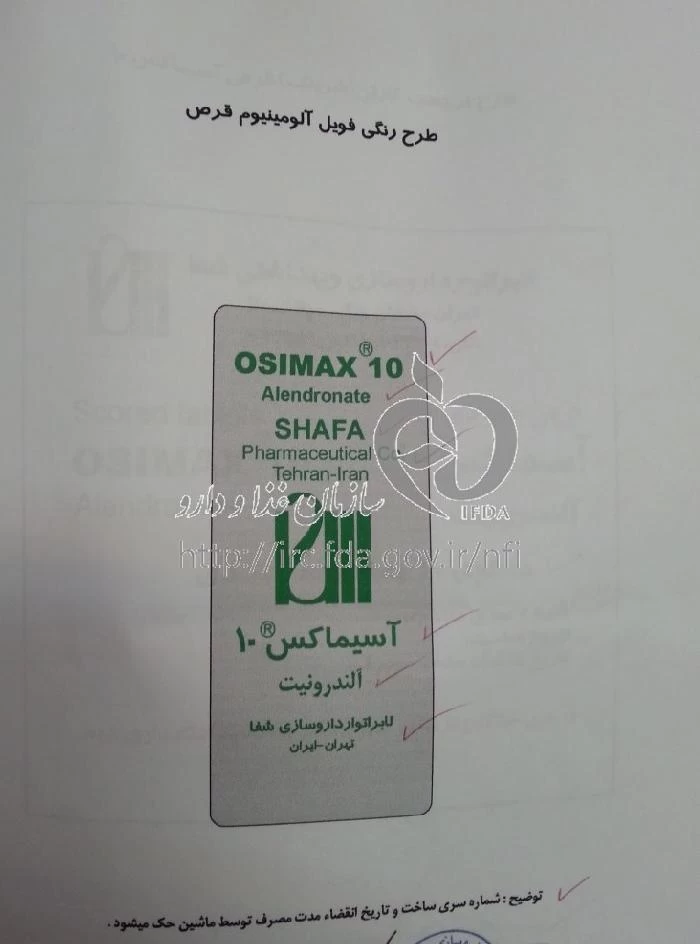 طرح رنگی فویل آلومینیوم قرص
OSIMAX® 10
Alendronate
SHAFA
Pharmaceutical Co
Tehran-Iran
سازمان غذا و دارو
IFDA
http://irc.fda.gov.ir/nfi
آسیماکس® ۱۰
آلندرونیت
لابراتوار داروسازی شفا
تهران-ایران
توضیح : شماره سری ساخت و تاریخ انقضاء مدت مصرف توسط ماشین حک میشود .